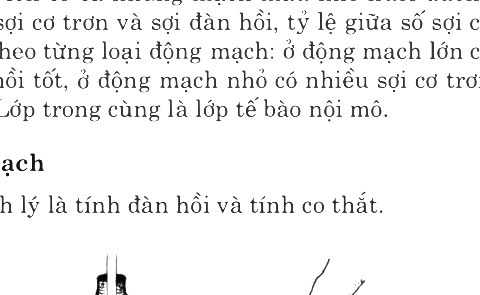 sợi cơ trơn và sợi đàn hồi, tỷ lệ giữa số sợi c
heo từng loại động mạch: ở động mạch lớn c
hồi tốt, ở động mạch nhỏ có nhiều sợi cơ trơ
Lớp trong cùng là lớp tế bào nội mô.
ạch
h lý là tính đàn hồi và tính co thắt.